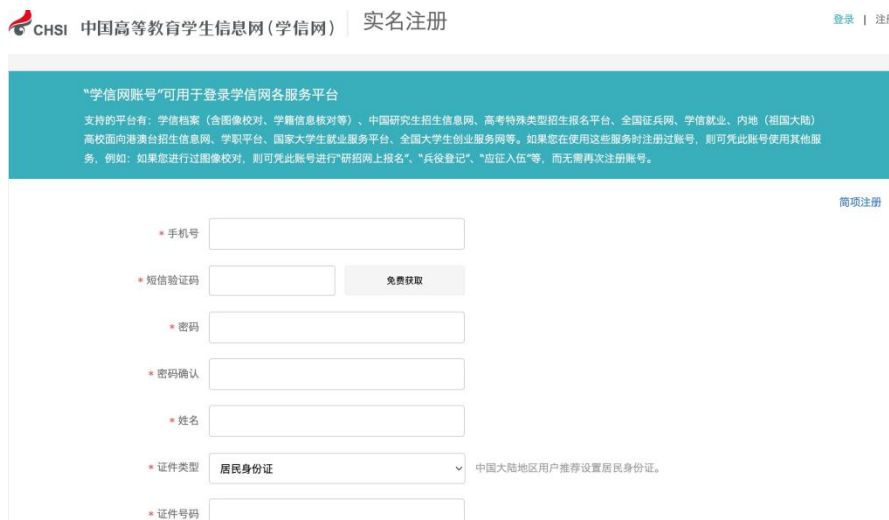 CHSI 中国高等教育学生信息网(学信网) 实名注册 登录 | 注册
“学信网账号”可用于登录学信网各服务平台
支持的平台有：学信档案（含图像校对、学籍信息核对等）、中国研究生招生信息网、高考特殊类型招生报名平台、全国征兵网、学信就业、内地（祖国大陆）
高校面向港澳台招生信息网、学职平台、国家大学生就业服务平台、全国大学生创业服务网等。如果您在使用这些服务时注册过账号，则可凭此账号使用其他服
务，例如：如果您进行过图像校对，则可凭此账号进行“研招网上报名”、“兵役登记”、“应征入伍”等，而无需再次注册账号。
简项注册
* 手机号
* 短信验证码 免费获取
* 密码
* 密码确认
* 姓名
* 证件类型 居民身份证 中国大陆地区用户推荐设置居民身份证。
* 证件号码